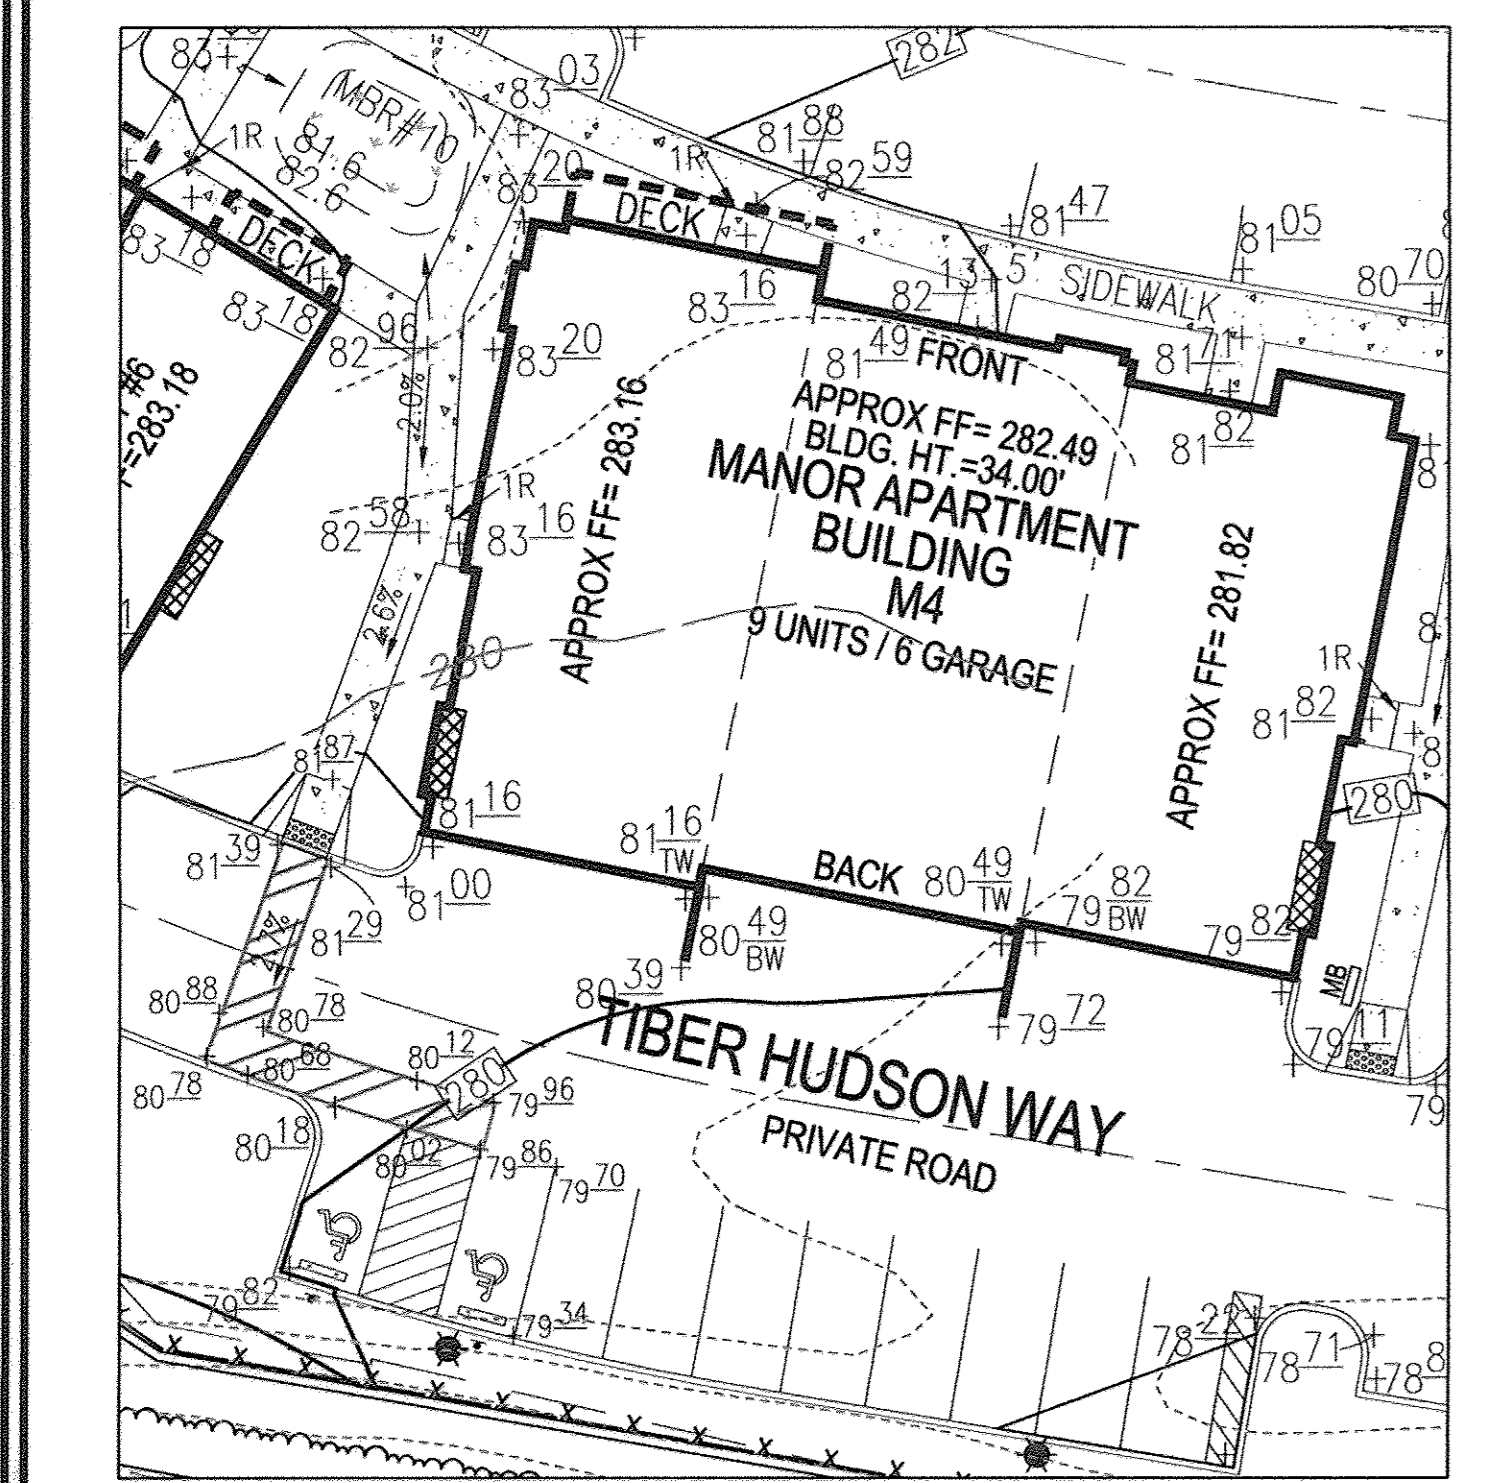 282
83 03
MBR#10
81.6
82.6
1R
81 88
82 59
1R
83 20
DECK
DECK
81 47
81 05
80 70
83 18
83 18
83 16
82 13
5' SIDEWALK
82 96
83 20
81 49
FRONT
81 71
2.0%
#6
=283.18
APPROX FF= 283.16
APPROX FF= 282.49
BLDG. HT.=34.00'
MANOR APARTMENT
BUILDING
M4
9 UNITS / 6 GARAGE
81 82
APPROX FF= 281.82
82 58
1R
83 16
2.6%
280
1R
81 82
81 87
81 16
81 16
TW
BACK
80 49
TW
79 82
BW
79 82
280
81 39
81 00
81 29
80 49
BW
MB
80 39
79 72
79 11
80 88
80 78
TIBER HUDSON WAY
PRIVATE ROAD
80 78
80 68
80 12
280
79 96
80 18
80 02
79 86
79 70
79
79 82
79 34
78 22
78 71
78 8